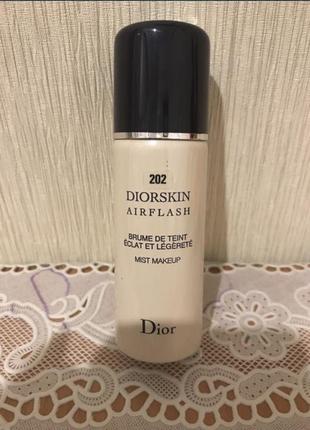 202
DIORSKIN
AIRFLASH
BRUME DE TEINT
ÉCLAT ET LÉGÈRETÉ
MIST MAKEUP
Dior